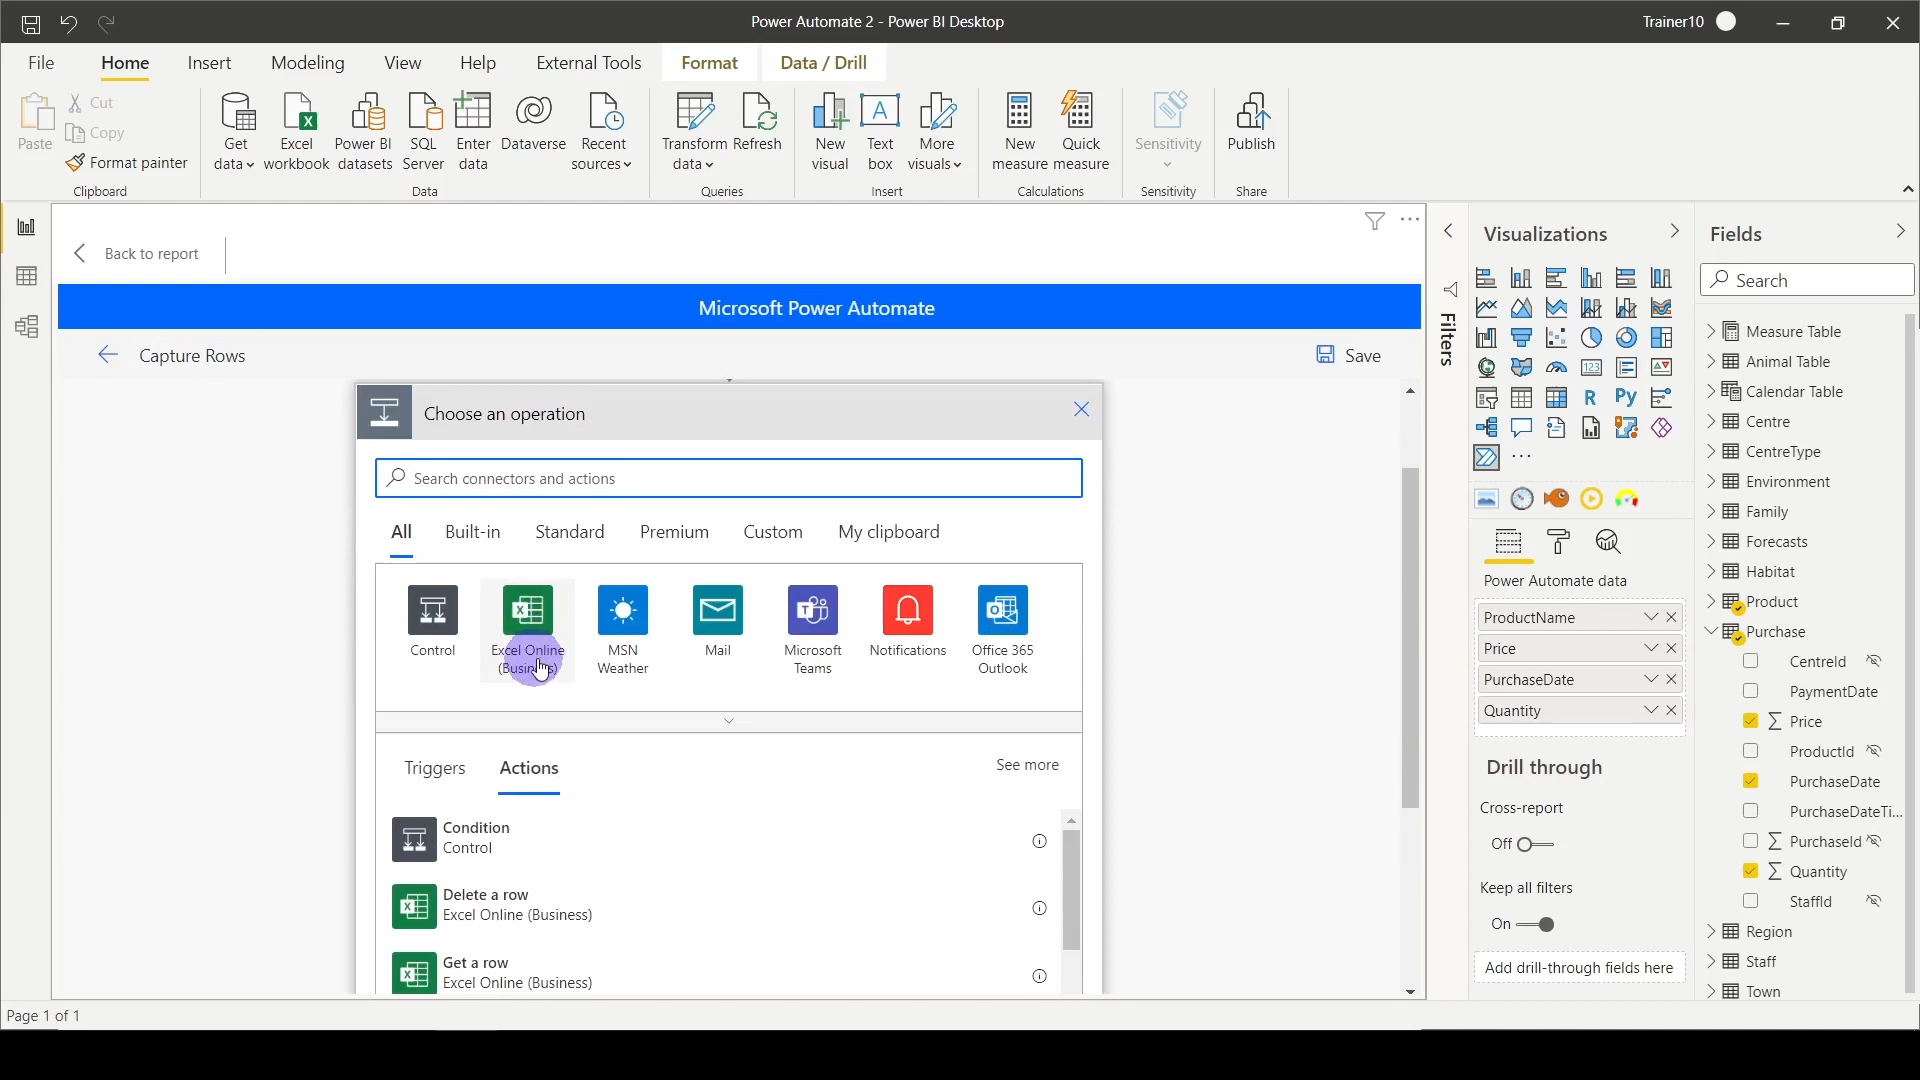 Power Automate 2 - Power BI Desktop
Trainer10
File
Home
Insert
Modeling
View
Help
External Tools
Format
Data / Drill
Paste
Cut
Copy
Format painter
Clipboard
Get data
Excel workbook
Power BI datasets
SQL Server
Enter data
Dataverse
Recent sources
Data
Transform data
Refresh
Queries
New visual
Text box
More visuals
Insert
New measure
Quick measure
Calculations
Sensitivity
Sensitivity
Publish
Share
Back to report
Microsoft Power Automate
Capture Rows
Save
Choose an operation
Search connectors and actions
All
Built-in
Standard
Premium
Custom
My clipboard
Control
Excel Online
(Business)
MSN
Weather
Mail
Microsoft
Teams
Notifications
Office 365
Outlook
Triggers
Actions
See more
Condition
Control
Delete a row
Excel Online (Business)
Get a row
Excel Online (Business)
Filters
Visualizations
123
R
Py
Power Automate data
ProductName
Price
PurchaseDate
Quantity
Drill through
Cross-report
Off
Keep all filters
On
Add drill-through fields here
Fields
Search
Measure Table
Animal Table
Calendar Table
Centre
CentreType
Environment
Family
Forecasts
Habitat
Product
Purchase
CentreId
PaymentDate
Price
ProductId
PurchaseDate
PurchaseDateTi...
PurchaseId
Quantity
StaffId
Region
Staff
Town
Page 1 of 1